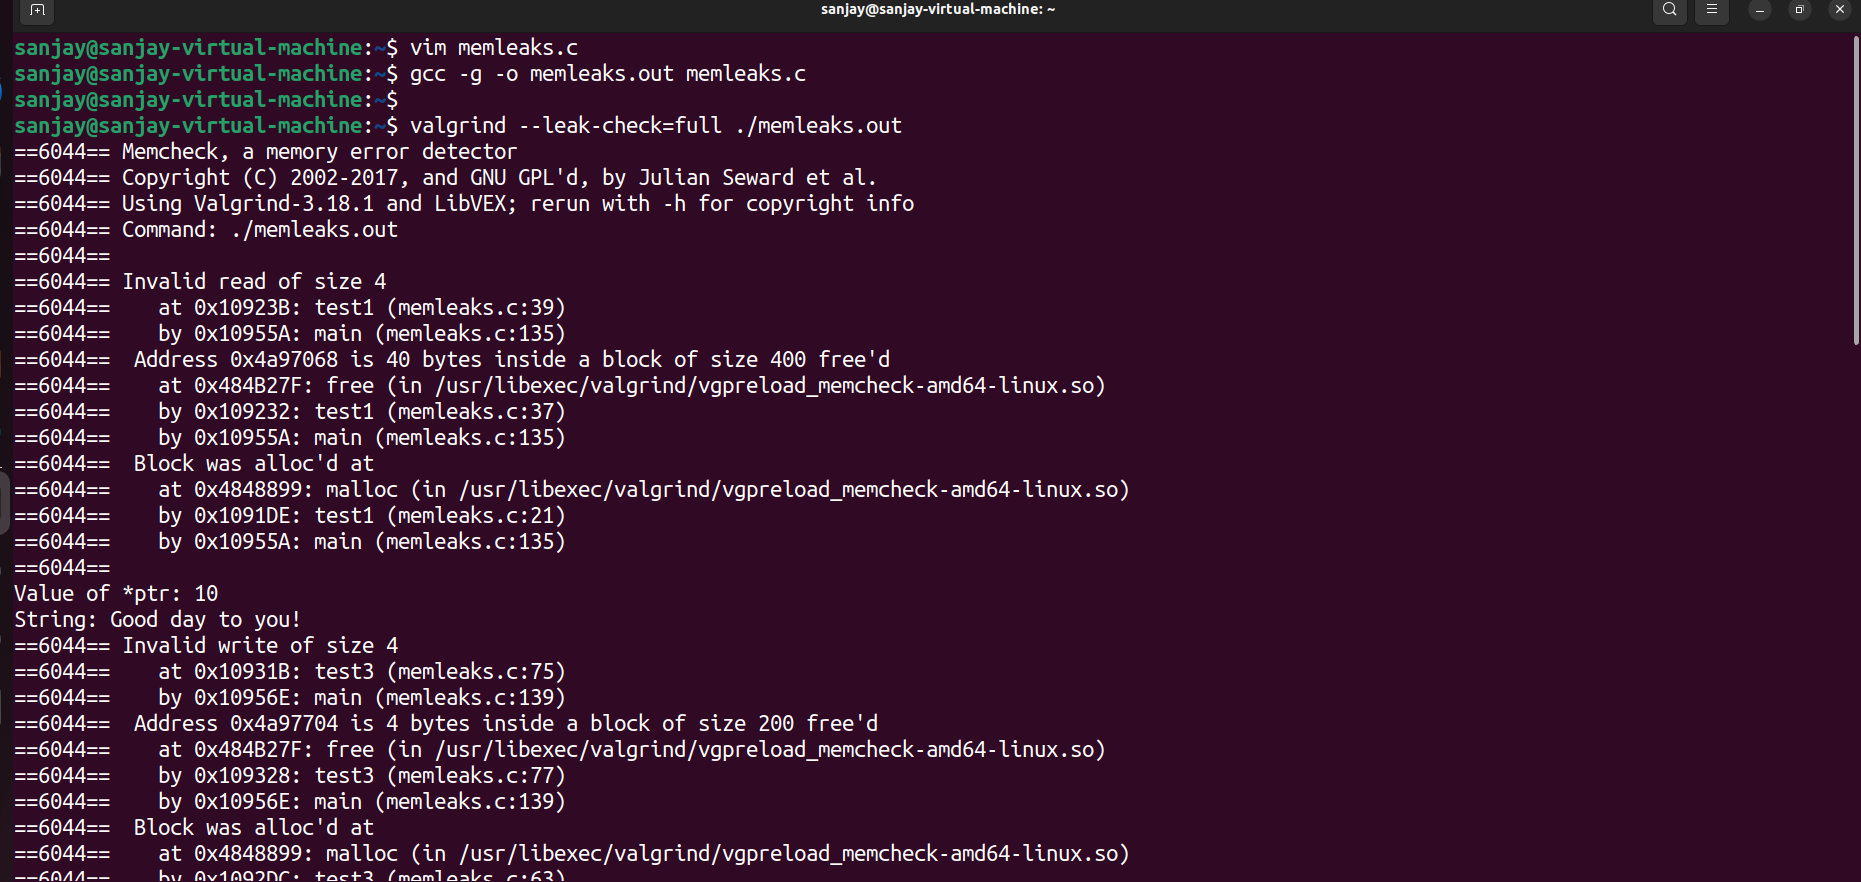 sanjay@sanjay-virtual-machine: ~
sanjay@sanjay-virtual-machine:~$ vim memleaks.c
sanjay@sanjay-virtual-machine:~$ gcc -g -o memleaks.out memleaks.c
sanjay@sanjay-virtual-machine:~$
sanjay@sanjay-virtual-machine:~$ valgrind --leak-check=full ./memleaks.out
==6044== Memcheck, a memory error detector
==6044== Copyright (C) 2002-2017, and GNU GPL'd, by Julian Seward et al.
==6044== Using Valgrind-3.18.1 and LibVEX; rerun with -h for copyright info
==6044== Command: ./memleaks.out
==6044==
==6044== Invalid read of size 4
==6044==    at 0x10923B: test1 (memleaks.c:39)
==6044==    by 0x10955A: main (memleaks.c:135)
==6044==  Address 0x4a97068 is 40 bytes inside a block of size 400 free'd
==6044==    at 0x484B27F: free (in /usr/libexec/valgrind/vgpreload_memcheck-amd64-linux.so)
==6044==    by 0x109232: test1 (memleaks.c:37)
==6044==    by 0x10955A: main (memleaks.c:135)
==6044==  Block was alloc'd at
==6044==    at 0x4848899: malloc (in /usr/libexec/valgrind/vgpreload_memcheck-amd64-linux.so)
==6044==    by 0x1091DE: test1 (memleaks.c:21)
==6044==    by 0x10955A: main (memleaks.c:135)
==6044==
Value of *ptr: 10
String: Good day to you!
==6044== Invalid write of size 4
==6044==    at 0x10931B: test3 (memleaks.c:75)
==6044==    by 0x10956E: main (memleaks.c:139)
==6044==  Address 0x4a97704 is 4 bytes inside a block of size 200 free'd
==6044==    at 0x484B27F: free (in /usr/libexec/valgrind/vgpreload_memcheck-amd64-linux.so)
==6044==    by 0x109328: test3 (memleaks.c:77)
==6044==    by 0x10956E: main (memleaks.c:139)
==6044==  Block was alloc'd at
==6044==    at 0x4848899: malloc (in /usr/libexec/valgrind/vgpreload_memcheck-amd64-linux.so)
==6044==    by 0x1092DC: test3 (memleaks.c:63)